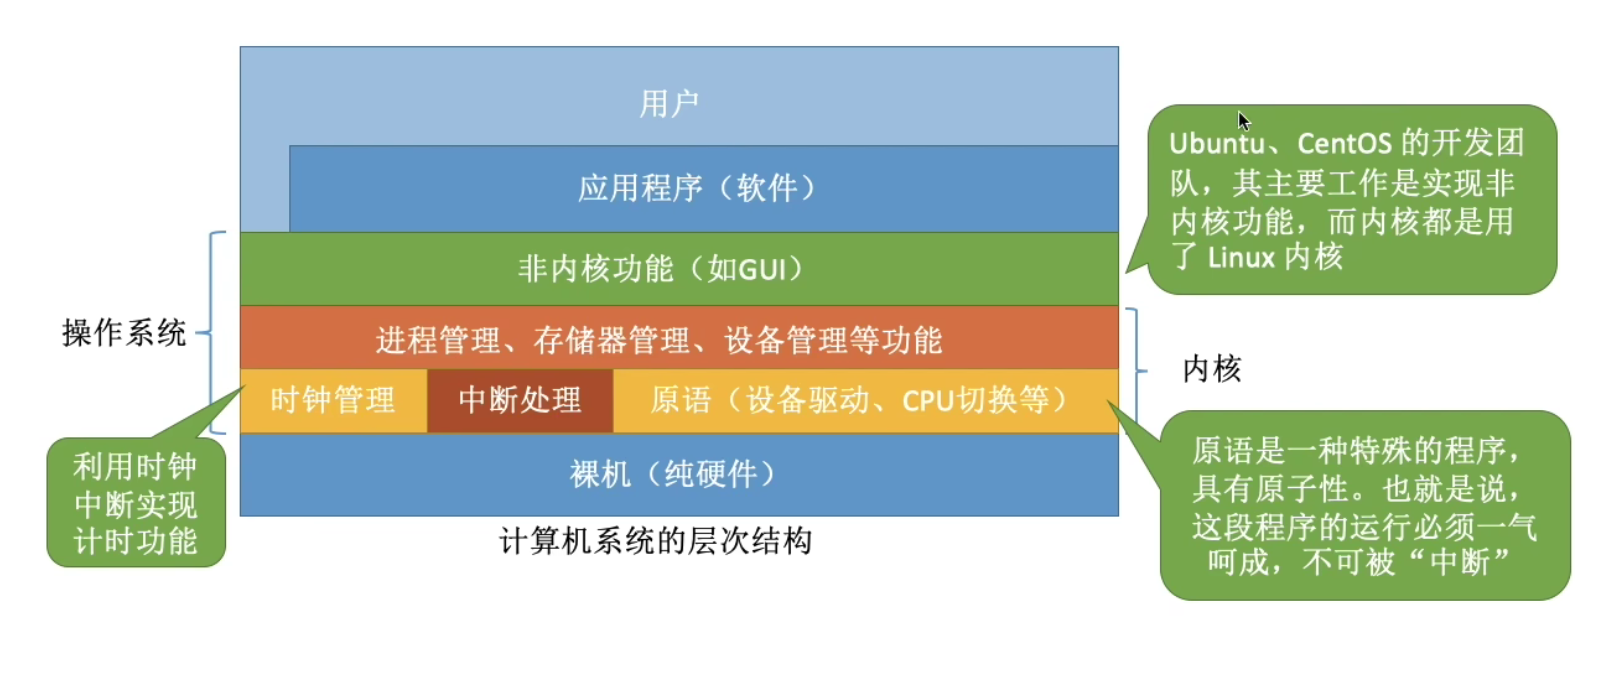 用户
应用程序（软件）
非内核功能（如GUI）
进程管理、存储器管理、设备管理等功能
时钟管理
中断处理
原语（设备驱动、CPU切换等）
裸机（纯硬件）
计算机系统的层次结构
操作系统
内核
利用时钟
中断实现
计时功能
Ubuntu、CentOS 的开发团
队，其主要工作是实现非
内核功能，而内核都是用
了 Linux 内核
原语是一种特殊的程序，
具有原子性。也就是说，
这段程序的运行必须一气
呵成，不可被“中断”